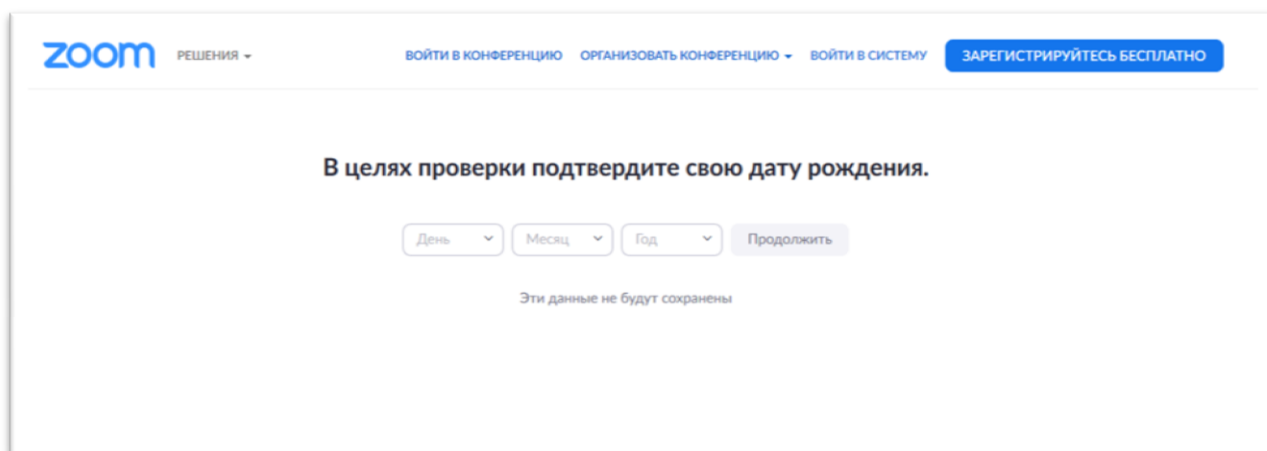 zoom РЕШЕНИЯ ВОЙТИ В КОНФЕРЕНЦИЮ ОРГАНИЗОВАТЬ КОНФЕРЕНЦИЮ ВОЙТИ В СИСТЕМУ ЗАРЕГИСТРИРУЙТЕСЬ БЕСПЛАТНО
В целях проверки подтвердите свою дату рождения.
День Месяц Год Продолжить
Эти данные не будут сохранены